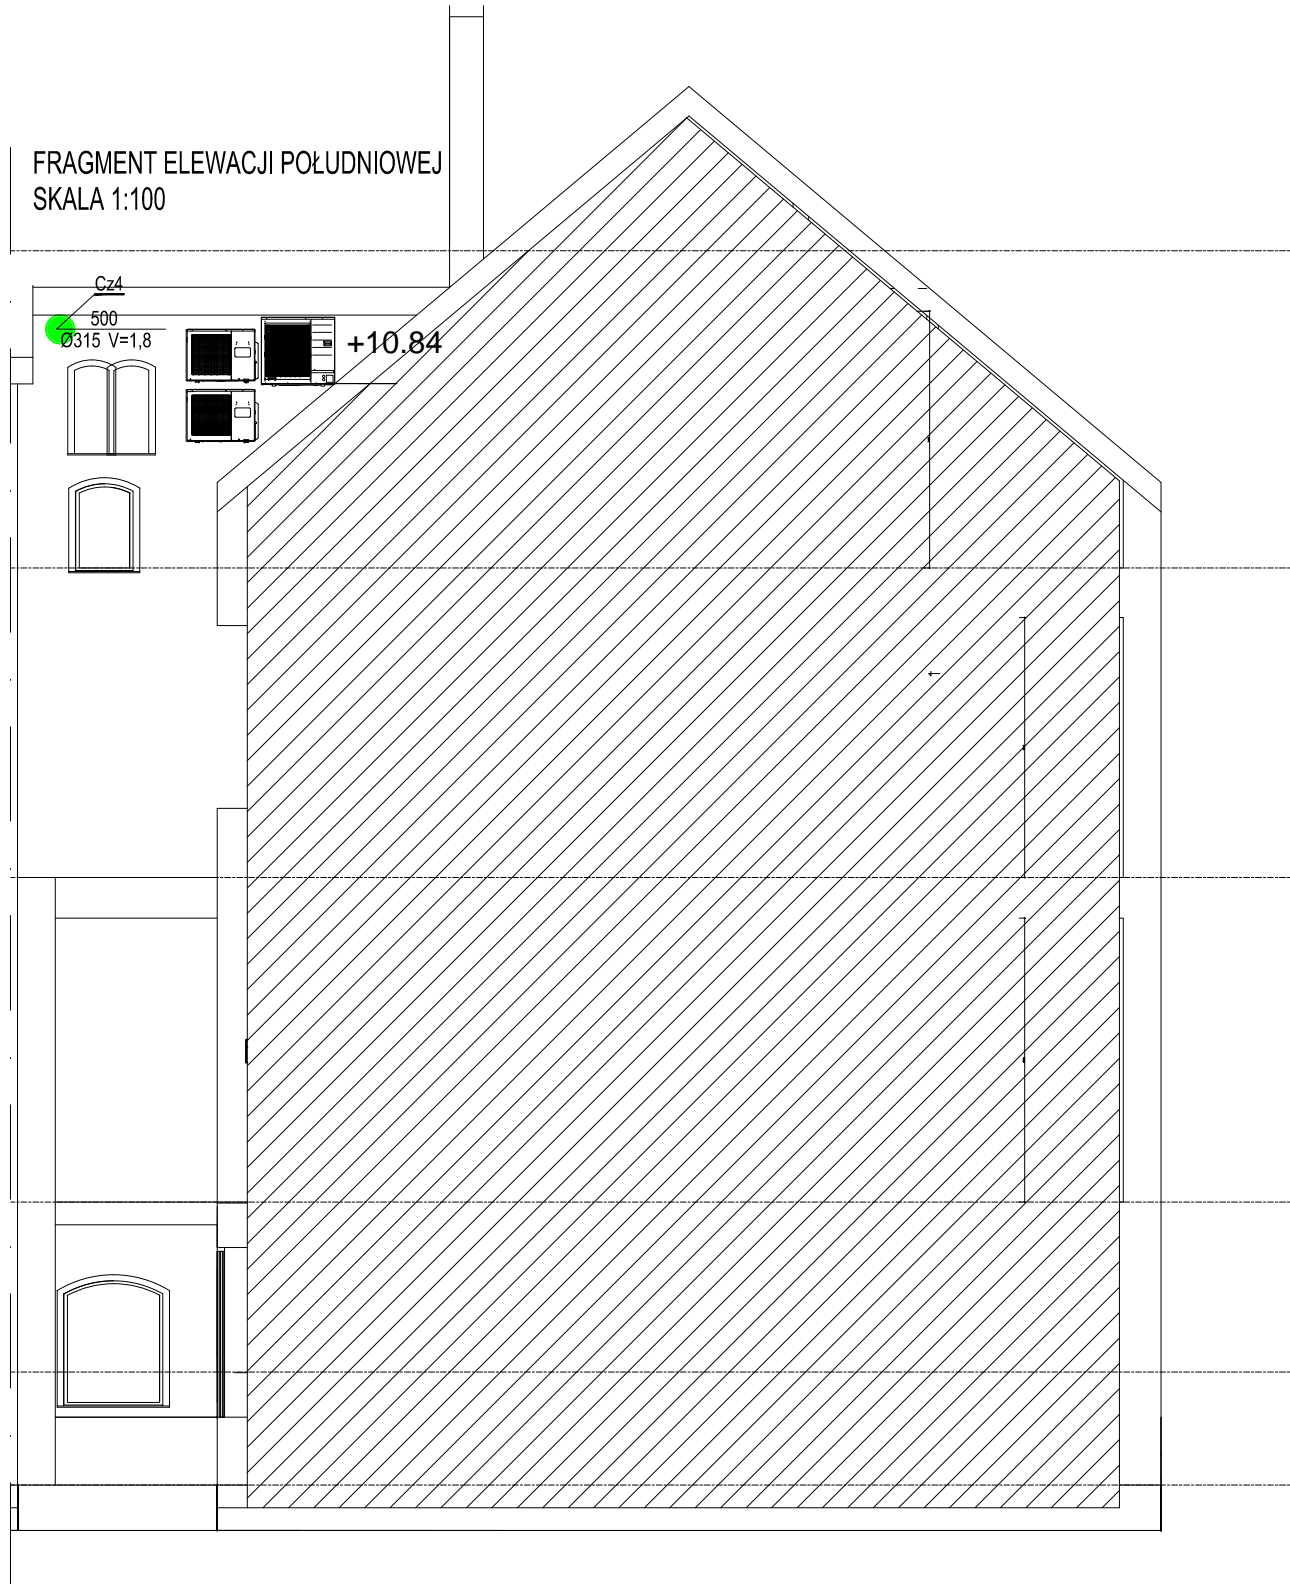 FRAGMENT ELEWACJI POŁUDNIOWEJ
SKALA 1:100
Cz4
500
Ø315 V=1,8
+10.84